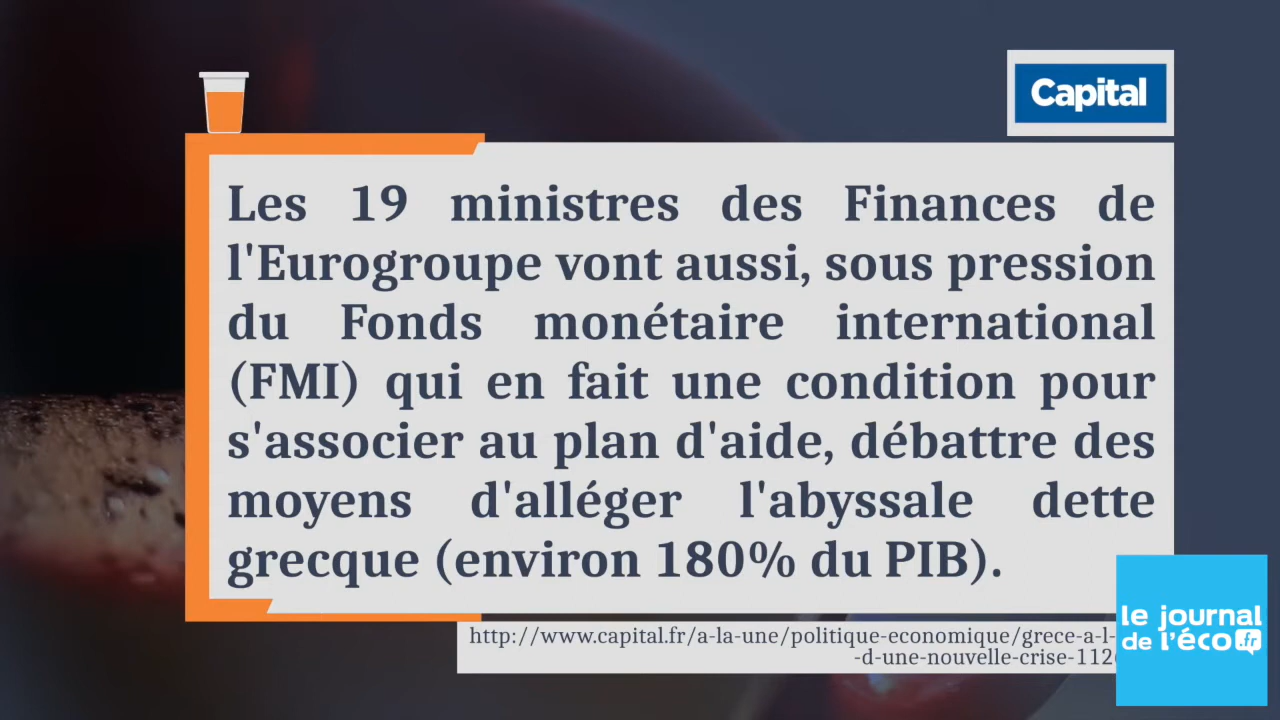 Capital
Les 19 ministres des Finances de
l'Eurogroupe vont aussi, sous pression
du Fonds monétaire international
(FMI) qui en fait une condition pour
s'associer au plan d'aide, débattre des
moyens d'alléger l'abyssale dette
grecque (environ 180% du PIB).
http://www.capital.fr/a-la-une/politique-economique/grece-a-l-
-d-une-nouvelle-crise-112
le journal
de l'éco.fr